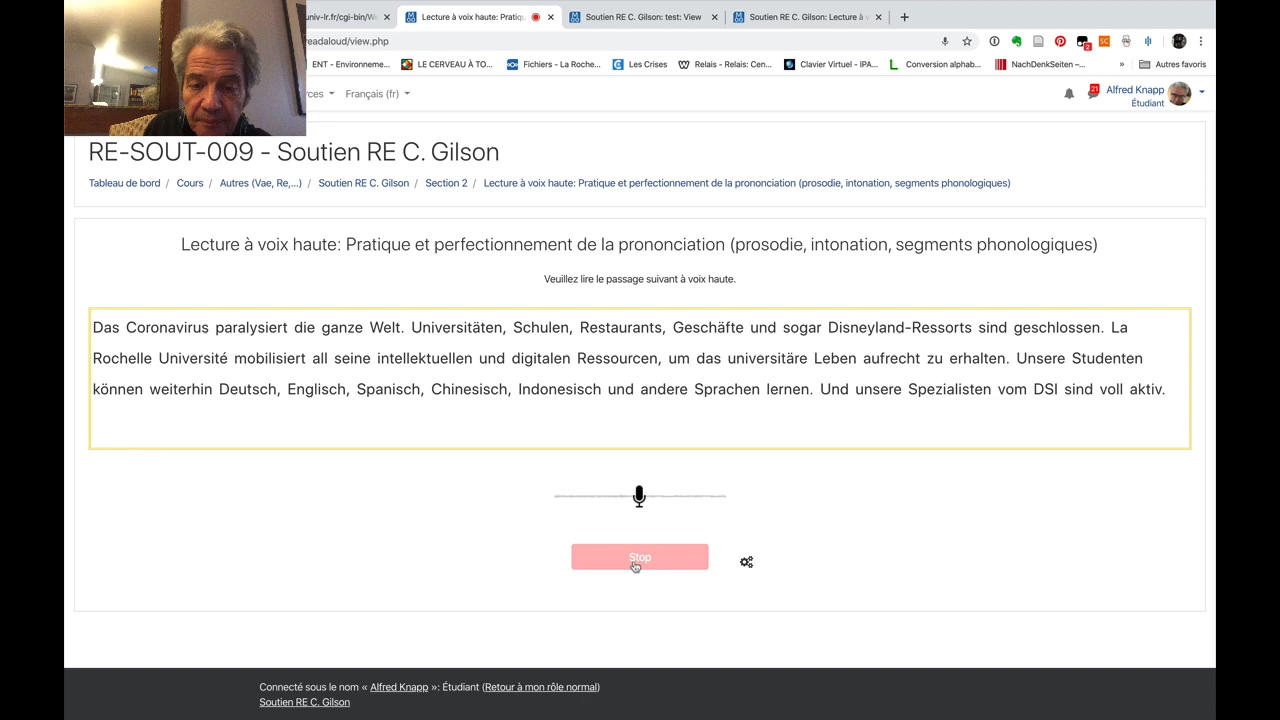 univ-lr.fr/cgi-bin/We
Lecture à voix haute: Pratiqu
Soutien RE C. Gilson: test: View
Soutien RE C. Gilson: Lecture à v
readaloud/view.php
2
SC
ENT - Environneme...
LE CERVEAU À TO...
Fichiers - La Roche...
Les Crises
Relais - Relais: Cen...
Clavier Virtuel - IPA...
Conversion alphab...
NachDenkSeiten –...
»
Autres favoris
rces
Français (fr)
21
Alfred Knapp
Étudiant
RE-SOUT-009 - Soutien RE C. Gilson
Tableau de bord / Cours / Autres (Vae, Re,...) / Soutien RE C. Gilson / Section 2 / Lecture à voix haute: Pratique et perfectionnement de la prononciation (prosodie, intonation, segments phonologiques)
Lecture à voix haute: Pratique et perfectionnement de la prononciation (prosodie, intonation, segments phonologiques)
Veuillez lire le passage suivant à voix haute.
Das Coronavirus paralysiert die ganze Welt. Universitäten, Schulen, Restaurants, Geschäfte und sogar Disneyland-Ressorts sind geschlossen. La
Rochelle Université mobilisiert all seine intellektuellen und digitalen Ressourcen, um das universitäre Leben aufrecht zu erhalten. Unsere Studenten
können weiterhin Deutsch, Englisch, Spanisch, Chinesisch, Indonesisch und andere Sprachen lernen. Und unsere Spezialisten vom DSI sind voll aktiv.
Stop
Connecté sous le nom « Alfred Knapp »: Étudiant (Retour à mon rôle normal)
Soutien RE C. Gilson